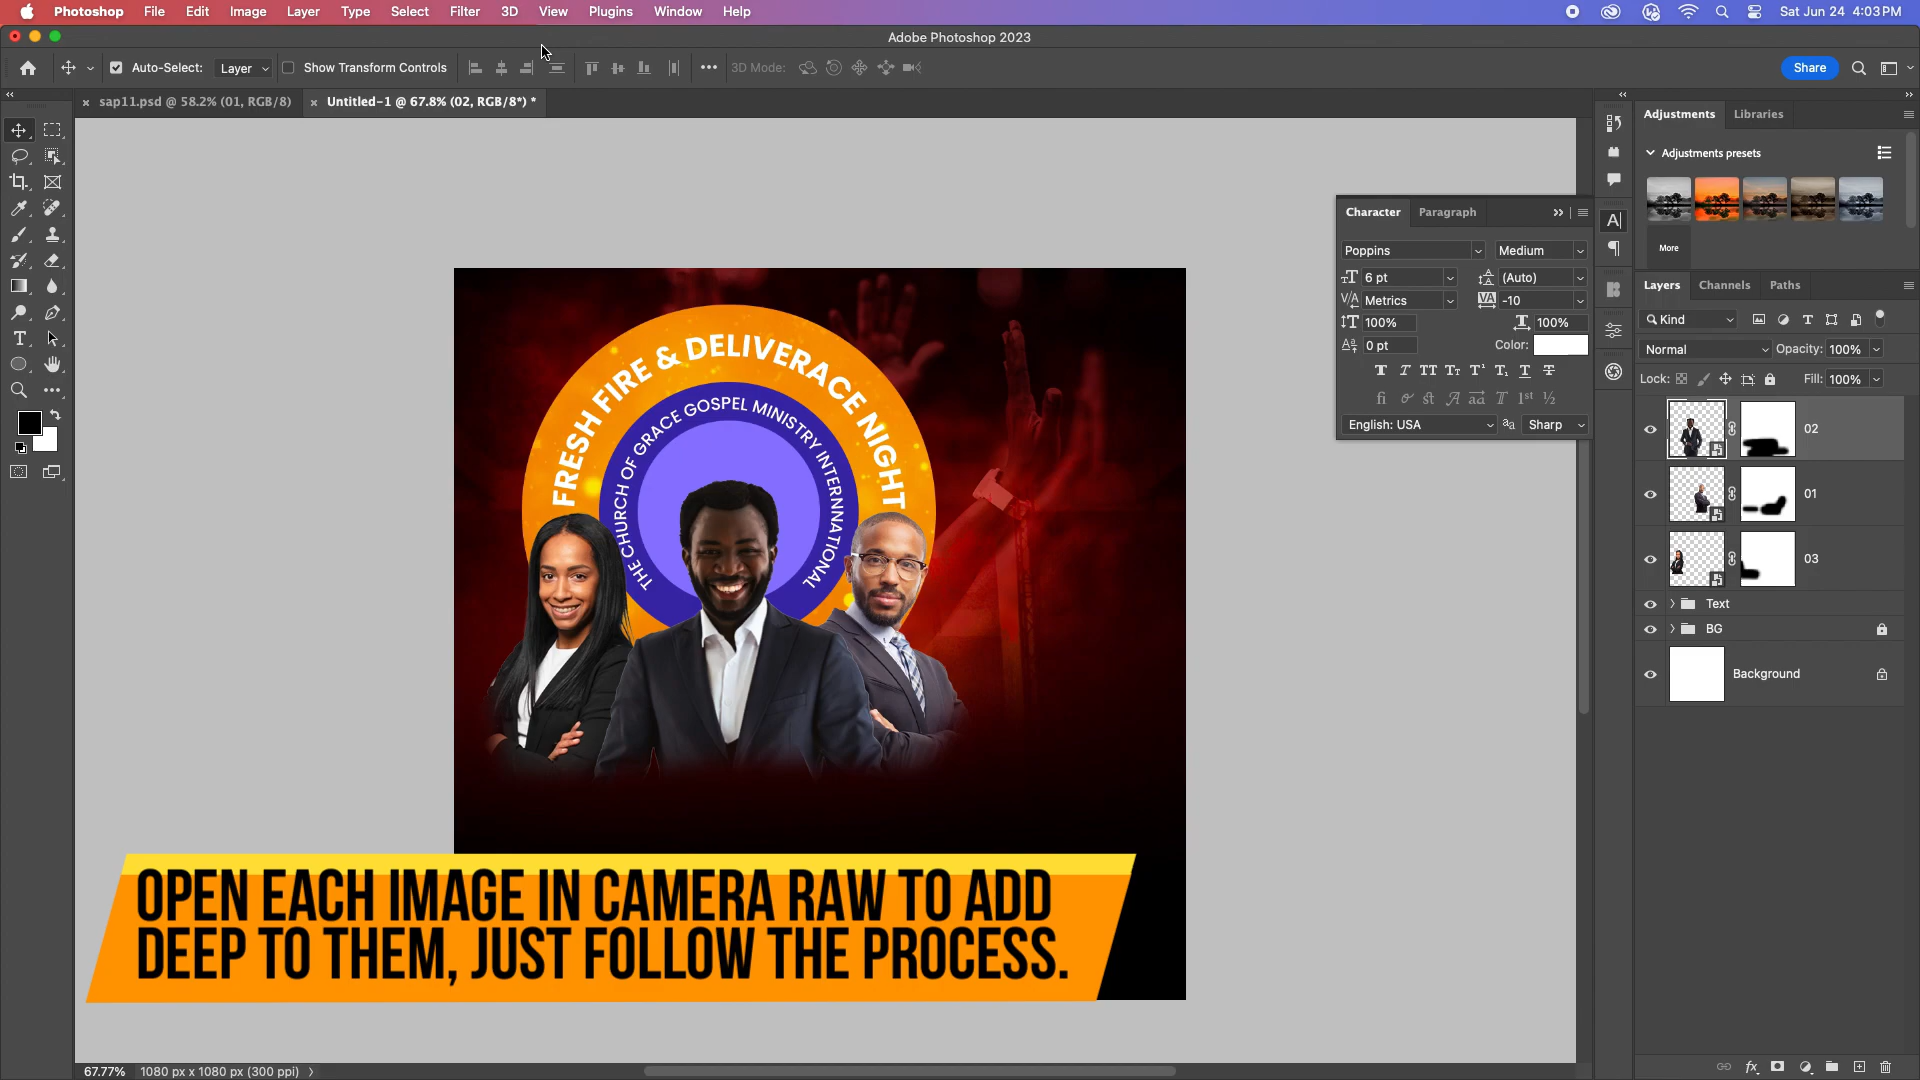 Photoshop File Edit Image Layer Type Select Filter 3D View Plugins Window Help Sat Jun 24 4:03 PM
Adobe Photoshop 2023
Auto-Select: Layer Show Transform Controls 3D Mode: Share
sap11.psd @ 58.2% (01, RGB/8) Untitled-1 @ 67.8% (02, RGB/8*) *
Adjustments Libraries
Adjustments presets
More
Character Paragraph
Poppins Medium
6 pt (Auto)
Metrics -10
100% 100%
0 pt Color:
English: USA Sharp
Layers Channels Paths
Kind
Normal Opacity: 100%
Lock: Fill: 100%
02
01
03
Text
BG
Background
FRESH FIRE & DELIVERACE NIGHT
THE CHURCH OF GRACE GOSPEL MINISTRY INTERNNATIONAL
OPEN EACH IMAGE IN CAMERA RAW TO ADD
DEEP TO THEM, JUST FOLLOW THE PROCESS.
67.77% 1080 px x 1080 px (300 ppi)